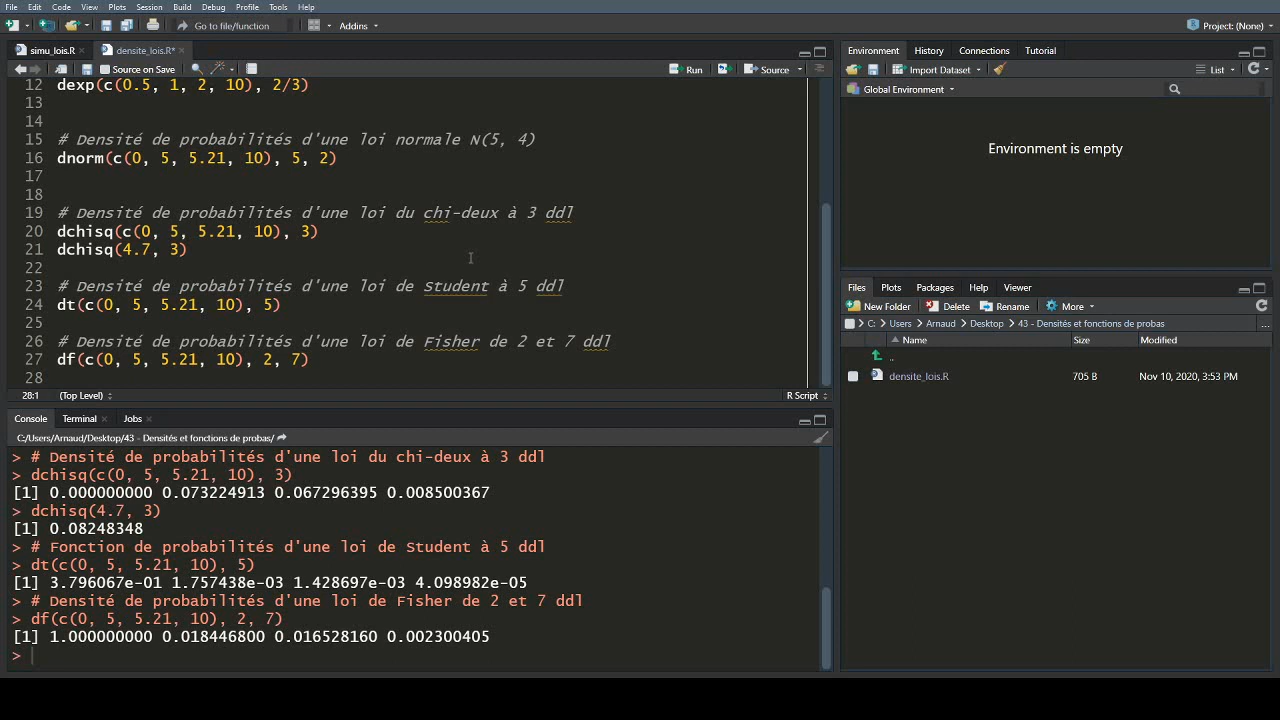 File Edit Code View Plots Session Build Debug Profile Tools Help
Go to file/function Addins Project: (None)
simu_lois.R densite_lois.R*
Source on Save Run Source
12 dexp(c(0.5, 1, 2, 10), 2/3)
13
14
15 # Densité de probabilités d'une loi normale N(5, 4)
16 dnorm(c(0, 5, 5.21, 10), 5, 2)
17
18
19 # Densité de probabilités d'une loi du chi-deux à 3 ddl
20 dchisq(c(0, 5, 5.21, 10), 3)
21 dchisq(4.7, 3)
22
23 # Densité de probabilités d'une loi de Student à 5 ddl
24 dt(c(0, 5, 5.21, 10), 5)
25
26 # Densité de probabilités d'une loi de Fisher de 2 et 7 ddl
27 df(c(0, 5, 5.21, 10), 2, 7)
28
28:1 (Top Level) R Script
Console Terminal Jobs
C:/Users/Arnaud/Desktop/43 - Densités et fonctions de probas/
> # Densité de probabilités d'une loi du chi-deux à 3 ddl
> dchisq(c(0, 5, 5.21, 10), 3)
[1] 0.000000000 0.073224913 0.067296395 0.008500367
> dchisq(4.7, 3)
[1] 0.08248348
> # Fonction de probabilités d'une loi de Student à 5 ddl
> dt(c(0, 5, 5.21, 10), 5)
[1] 3.796067e-01 1.757438e-03 1.428697e-03 4.098982e-05
> # Densité de probabilités d'une loi de Fisher de 2 et 7 ddl
> df(c(0, 5, 5.21, 10), 2, 7)
[1] 1.000000000 0.018446800 0.016528160 0.002300405
>
Environment History Connections Tutorial
Import Dataset List
Global Environment
Environment is empty
Files Plots Packages Help Viewer
New Folder Delete Rename More
C: Users Arnaud Desktop 43 - Densités et fonctions de probas ...
Name Size Modified
..
densite_lois.R 705 B Nov 10, 2020, 3:53 PM